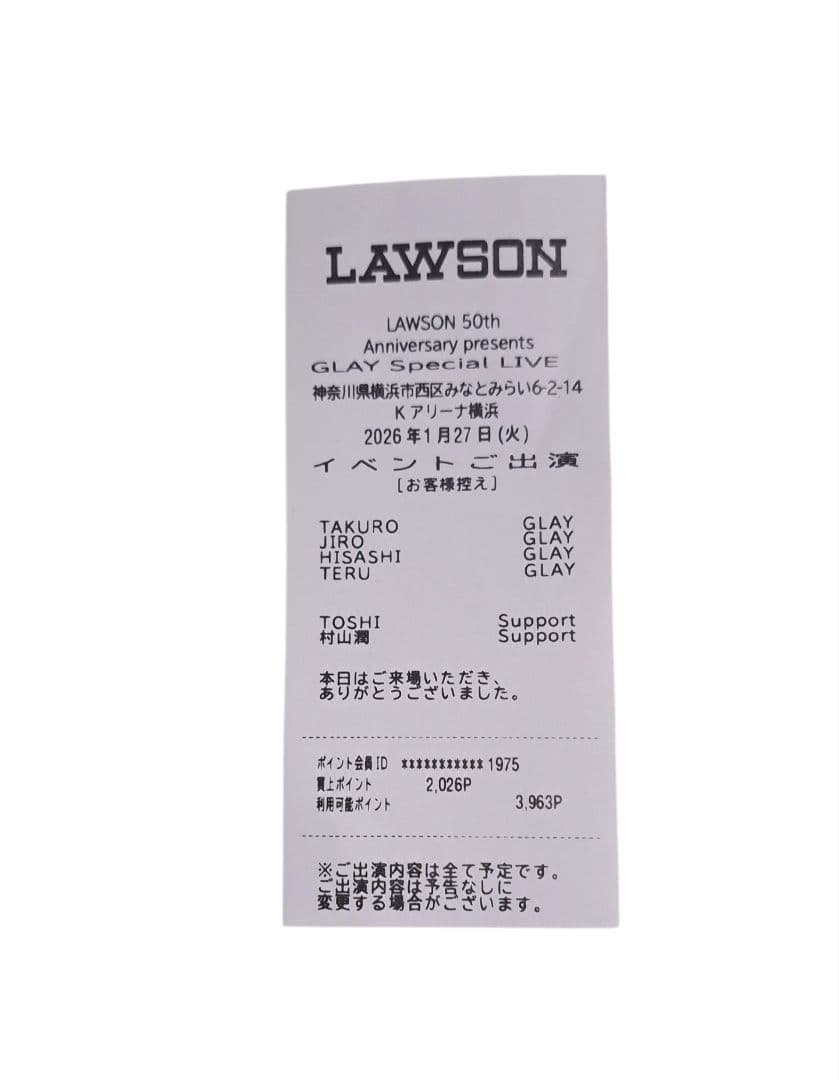 LAWSON
LAWSON 50th
Anniversary presents
GLAY Special LIVE
神奈川県横浜市西区みなとみらい6-2-14
Kアリーナ横浜
2026年1月27日(火)
イベントご出演
[お客様控え]
TAKURO GLAY
JIRO GLAY
HISASHI GLAY
TERU GLAY
TOSHI Support
村山潤 Support
本日はご来場いただき、
ありがとうございました。
ポイント会員ID ***********1975
買上ポイント 2,026P
利用可能ポイント 3,963P
※ご出演内容は全て予定です。
ご出演内容は予告なしに
変更する場合がございます。